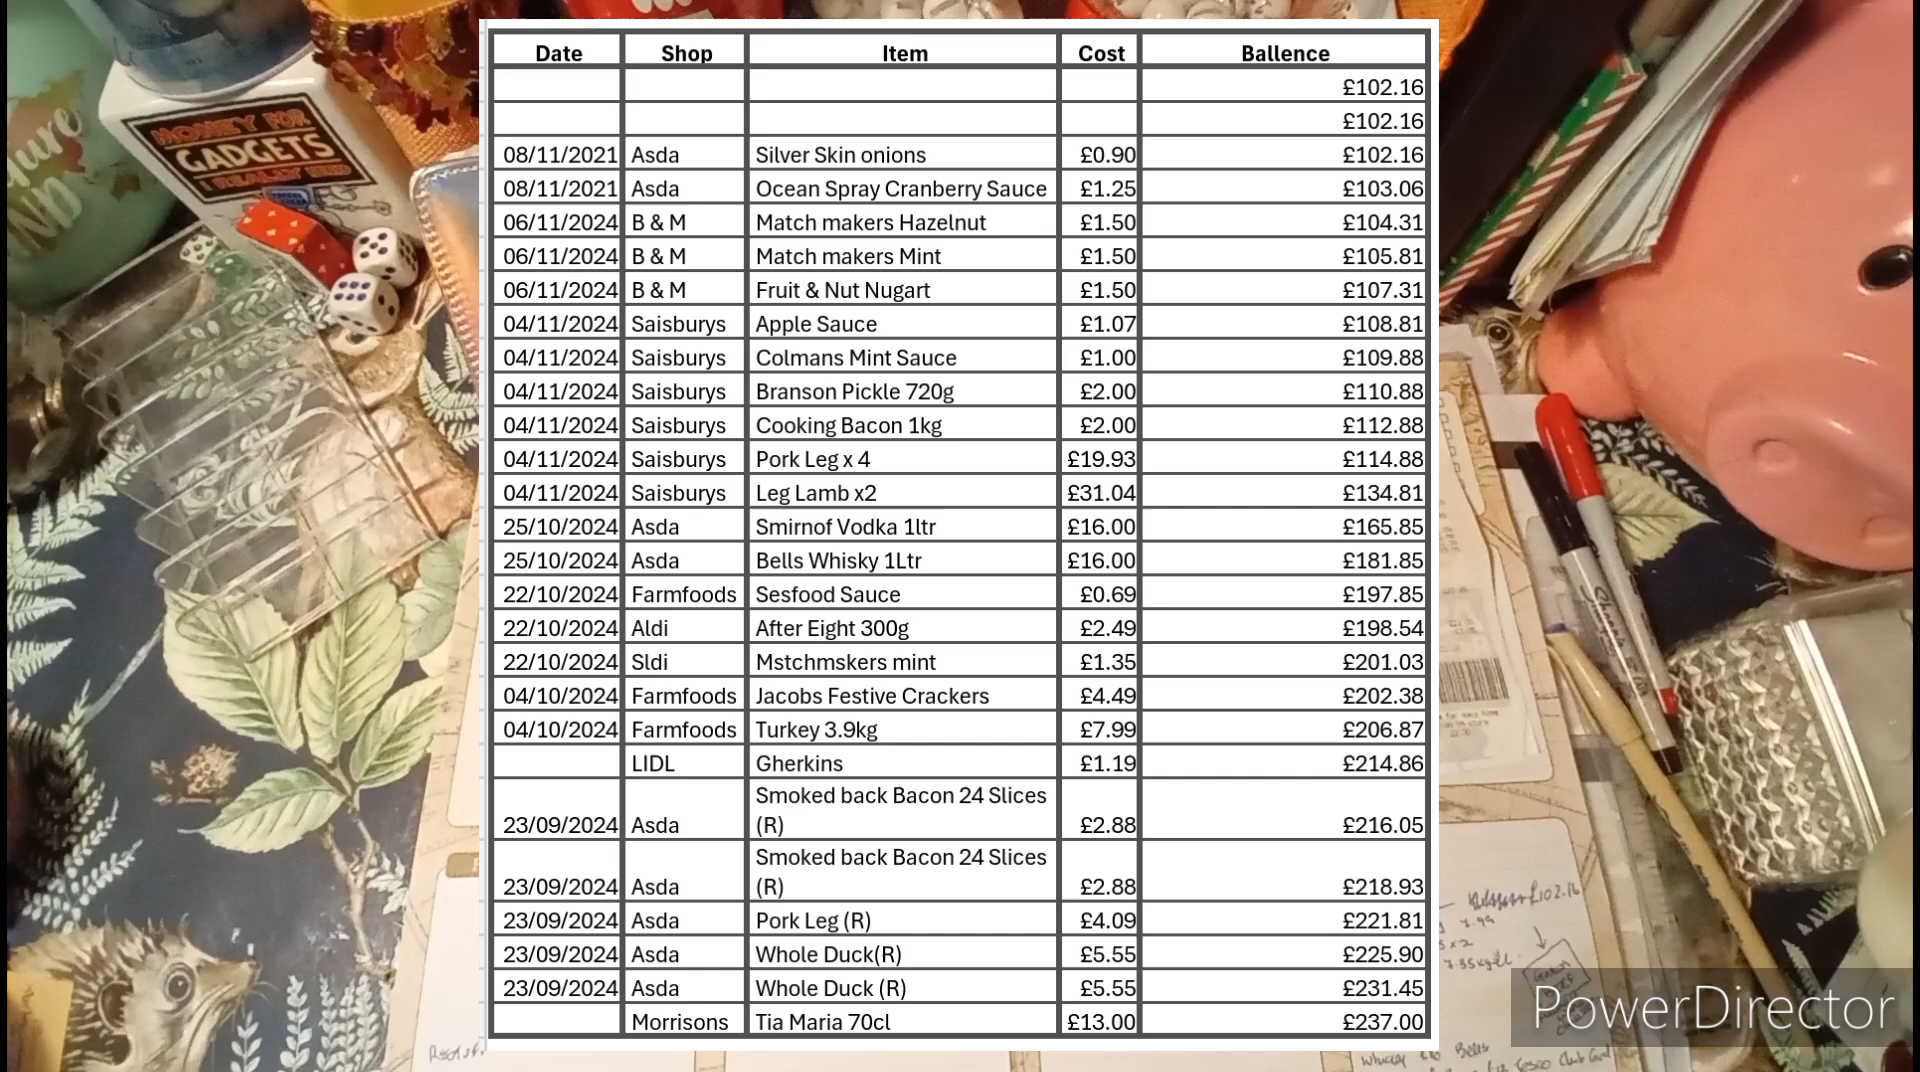 Date Shop Item Cost Ballence
£102.16
£102.16
08/11/2021 Asda Silver Skin onions £0.90 £102.16
08/11/2021 Asda Ocean Spray Cranberry Sauce £1.25 £103.06
06/11/2024 B & M Match makers Hazelnut £1.50 £104.31
06/11/2024 B & M Match makers Mint £1.50 £105.81
06/11/2024 B & M Fruit & Nut Nugart £1.50 £107.31
04/11/2024 Saisburys Apple Sauce £1.07 £108.81
04/11/2024 Saisburys Colmans Mint Sauce £1.00 £109.88
04/11/2024 Saisburys Branson Pickle 720g £2.00 £110.88
04/11/2024 Saisburys Cooking Bacon 1kg £2.00 £112.88
04/11/2024 Saisburys Pork Leg x 4 £19.93 £114.88
04/11/2024 Saisburys Leg Lamb x2 £31.04 £134.81
25/10/2024 Asda Smirnof Vodka 1ltr £16.00 £165.85
25/10/2024 Asda Bells Whisky 1Ltr £16.00 £181.85
22/10/2024 Farmfoods Sesfood Sauce £0.69 £197.85
22/10/2024 Aldi After Eight 300g £2.49 £198.54
22/10/2024 Sldi Mstchmskers mint £1.35 £201.03
04/10/2024 Farmfoods Jacobs Festive Crackers £4.49 £202.38
04/10/2024 Farmfoods Turkey 3.9kg £7.99 £206.87
LIDL Gherkins £1.19 £214.86
Smoked back Bacon 24 Slices
23/09/2024 Asda (R) £2.88 £216.05
Smoked back Bacon 24 Slices
23/09/2024 Asda (R) £2.88 £218.93
23/09/2024 Asda Pork Leg (R) £4.09 £221.81
23/09/2024 Asda Whole Duck(R) £5.55 £225.90
23/09/2024 Asda Whole Duck (R) £5.55 £231.45
Morrisons Tia Maria 70cl £13.00 £237.00
MONEY FOR
GADGETS
Sharpie
£102.16
7.99
PowerDirector
Bells
Tesco Club Card